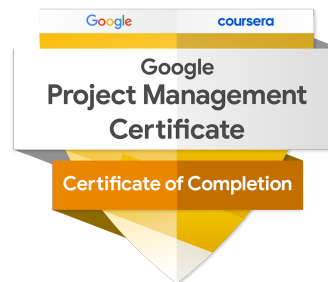 Google coursera
Google
Project Management
Certificate
Certificate of Completion